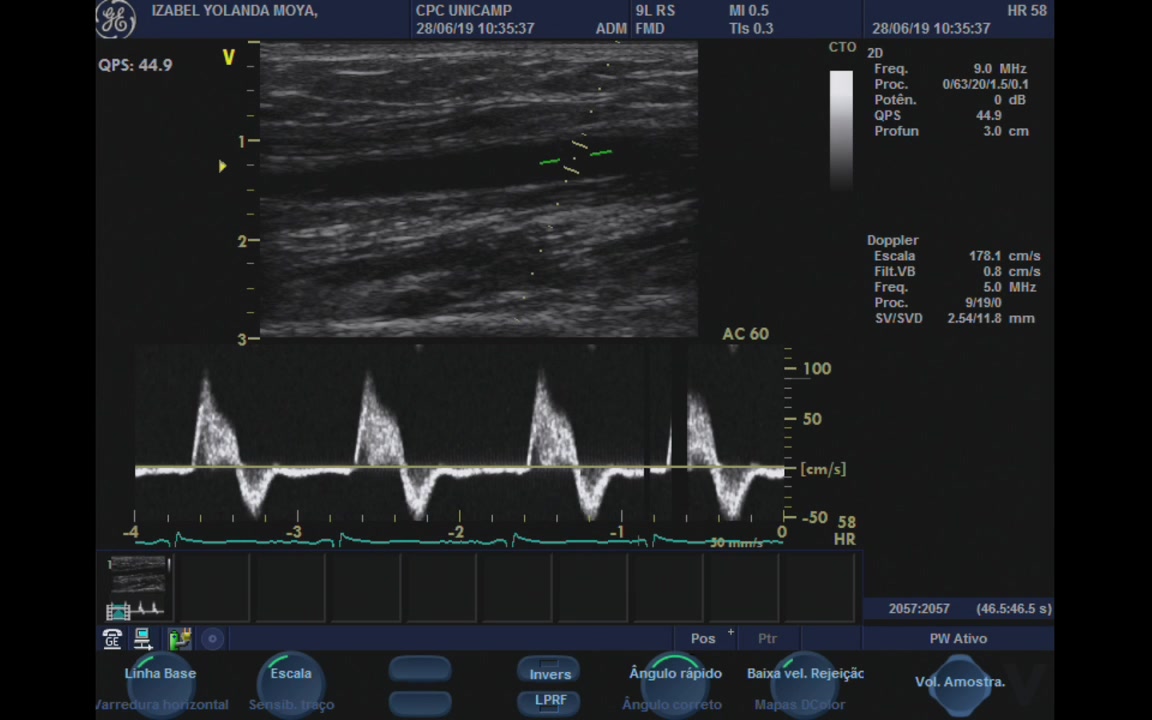 IZABEL YOLANDA MOYA,
CPC UNICAMP
28/06/19 10:35:37 ADM
9L RS
FMD
MI 0.5
TIs 0.3
HR 58
28/06/19 10:35:37
QPS: 44.9
V
CTO
1
2
3
2D
Freq. 9.0 MHz
Proc. 0/63/20/1.5/0.1
Potên. 0 dB
QPS 44.9
Profun 3.0 cm
Doppler
Escala 178.1 cm/s
Filt.VB 0.8 cm/s
Freq. 5.0 MHz
Proc. 9/19/0
SV/SVD 2.54/11.8 mm
AC 60
100
50
[cm/s]
-50
-4 -3 -2 -1 0
58
HR
50 mm/s
1
2057:2057 (46.5:46.5 s)
GE
Pos + Ptr
PW Ativo
Linha Base
Varredura horizontal
Escala
Sensib. traço
Invers
LPRF
Ângulo rápido
Ângulo correto
Baixa vel. Rejeição
Mapas DColor
Vol. Amostra.
V